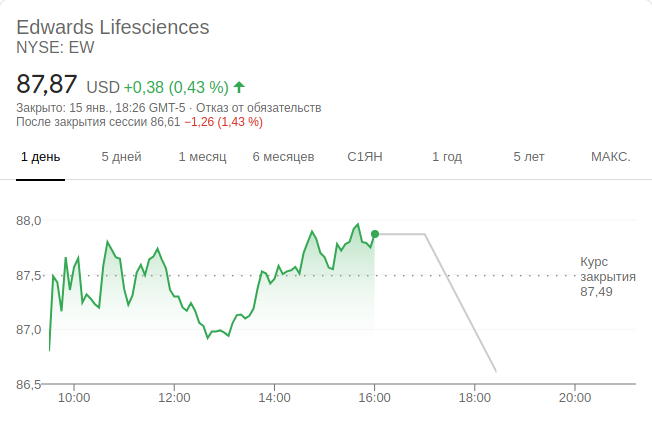 Edwards Lifesciences
NYSE: EW
87,87 USD +0,38 (0,43 %)
Закрыто: 15 янв., 18:26 GMT-5 · Отказ от обязательств
После закрытия сессии 86,61 −1,26 (1,43 %)
1 день 5 дней 1 месяц 6 месяцев С1ЯН 1 год 5 лет МАКС.
88,0
87,5
87,0
86,5
Курс
закрытия
87,49
10:00 12:00 14:00 16:00 18:00 20:00